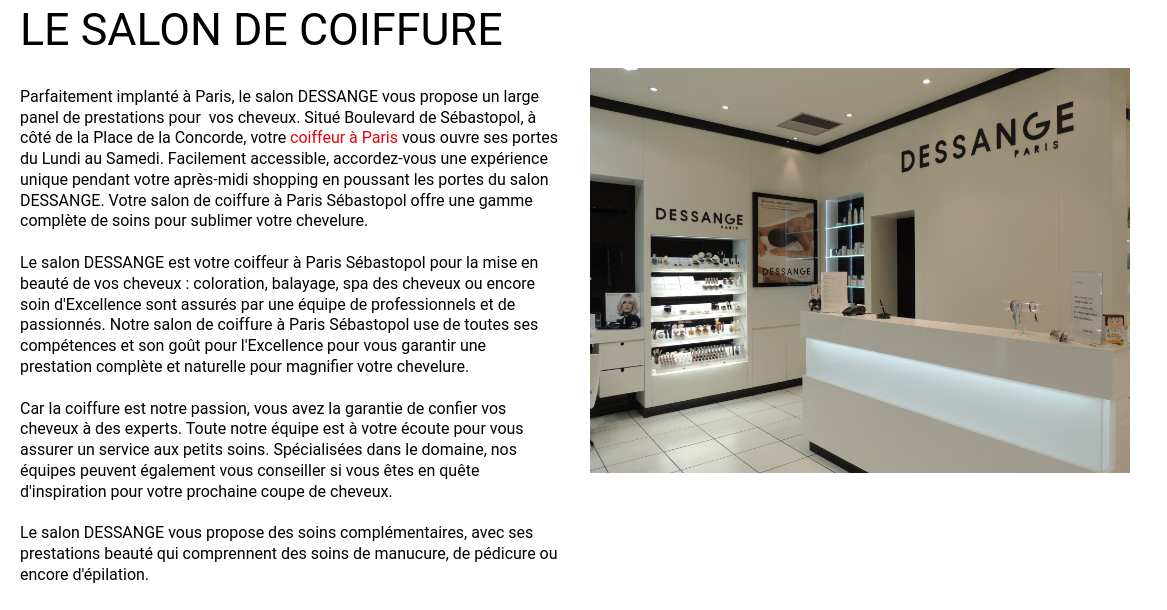 LE SALON DE COIFFURE
Parfaitement implanté à Paris, le salon DESSANGE vous propose un large
panel de prestations pour  vos cheveux. Situé Boulevard de Sébastopol, à
côté de la Place de la Concorde, votre coiffeur à Paris vous ouvre ses portes
du Lundi au Samedi. Facilement accessible, accordez-vous une expérience
unique pendant votre après-midi shopping en poussant les portes du salon
DESSANGE. Votre salon de coiffure à Paris Sébastopol offre une gamme
complète de soins pour sublimer votre chevelure.
Le salon DESSANGE est votre coiffeur à Paris Sébastopol pour la mise en
beauté de vos cheveux : coloration, balayage, spa des cheveux ou encore
soin d'Excellence sont assurés par une équipe de professionnels et de
passionnés. Notre salon de coiffure à Paris Sébastopol use de toutes ses
compétences et son goût pour l'Excellence pour vous garantir une
prestation complète et naturelle pour magnifier votre chevelure.
Car la coiffure est notre passion, vous avez la garantie de confier vos
cheveux à des experts. Toute notre équipe est à votre écoute pour vous
assurer un service aux petits soins. Spécialisées dans le domaine, nos
équipes peuvent également vous conseiller si vous êtes en quête
d'inspiration pour votre prochaine coupe de cheveux.
Le salon DESSANGE vous propose des soins complémentaires, avec ses
prestations beauté qui comprennent des soins de manucure, de pédicure ou
encore d'épilation.
DESSANGE
PARIS
DESSANGE
PARIS
DESSANGE